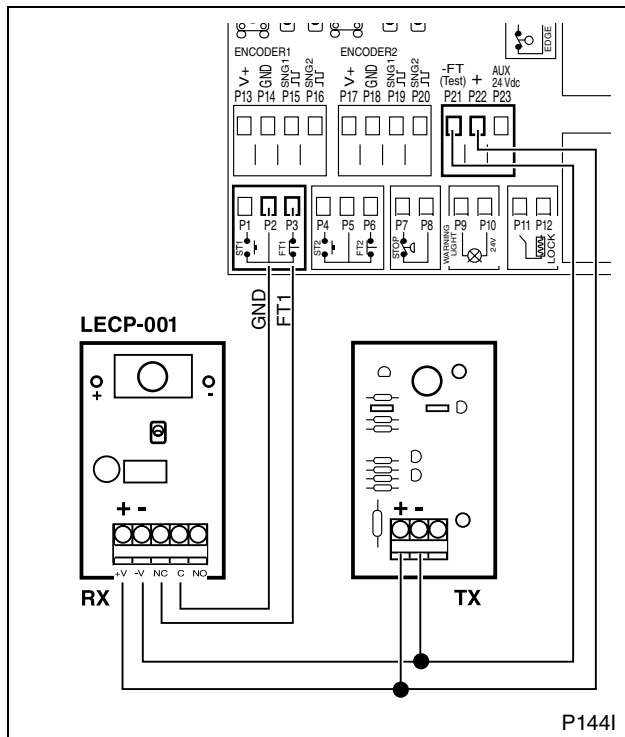 EDGE
ENCODER1
V+
GND
SNG1
SNG2
P13 P14 P15 P16
ENCODER2
V+
GND
SNG1
SNG2
P17 P18 P19 P20
-FT
(Test)
+
AUX
24 Vdc
P21 P22 P23
P1 P2 P3
ST1
FT1
P4 P5 P6
ST2
FT2
P7 P8
STOP
P9 P10
WARNING
LIGHT
24V
P11 P12
LOCK
GND
FT1
LECP-001
+ -
+ -
+V -V NC C NO
RX
+ -
TX
P144I